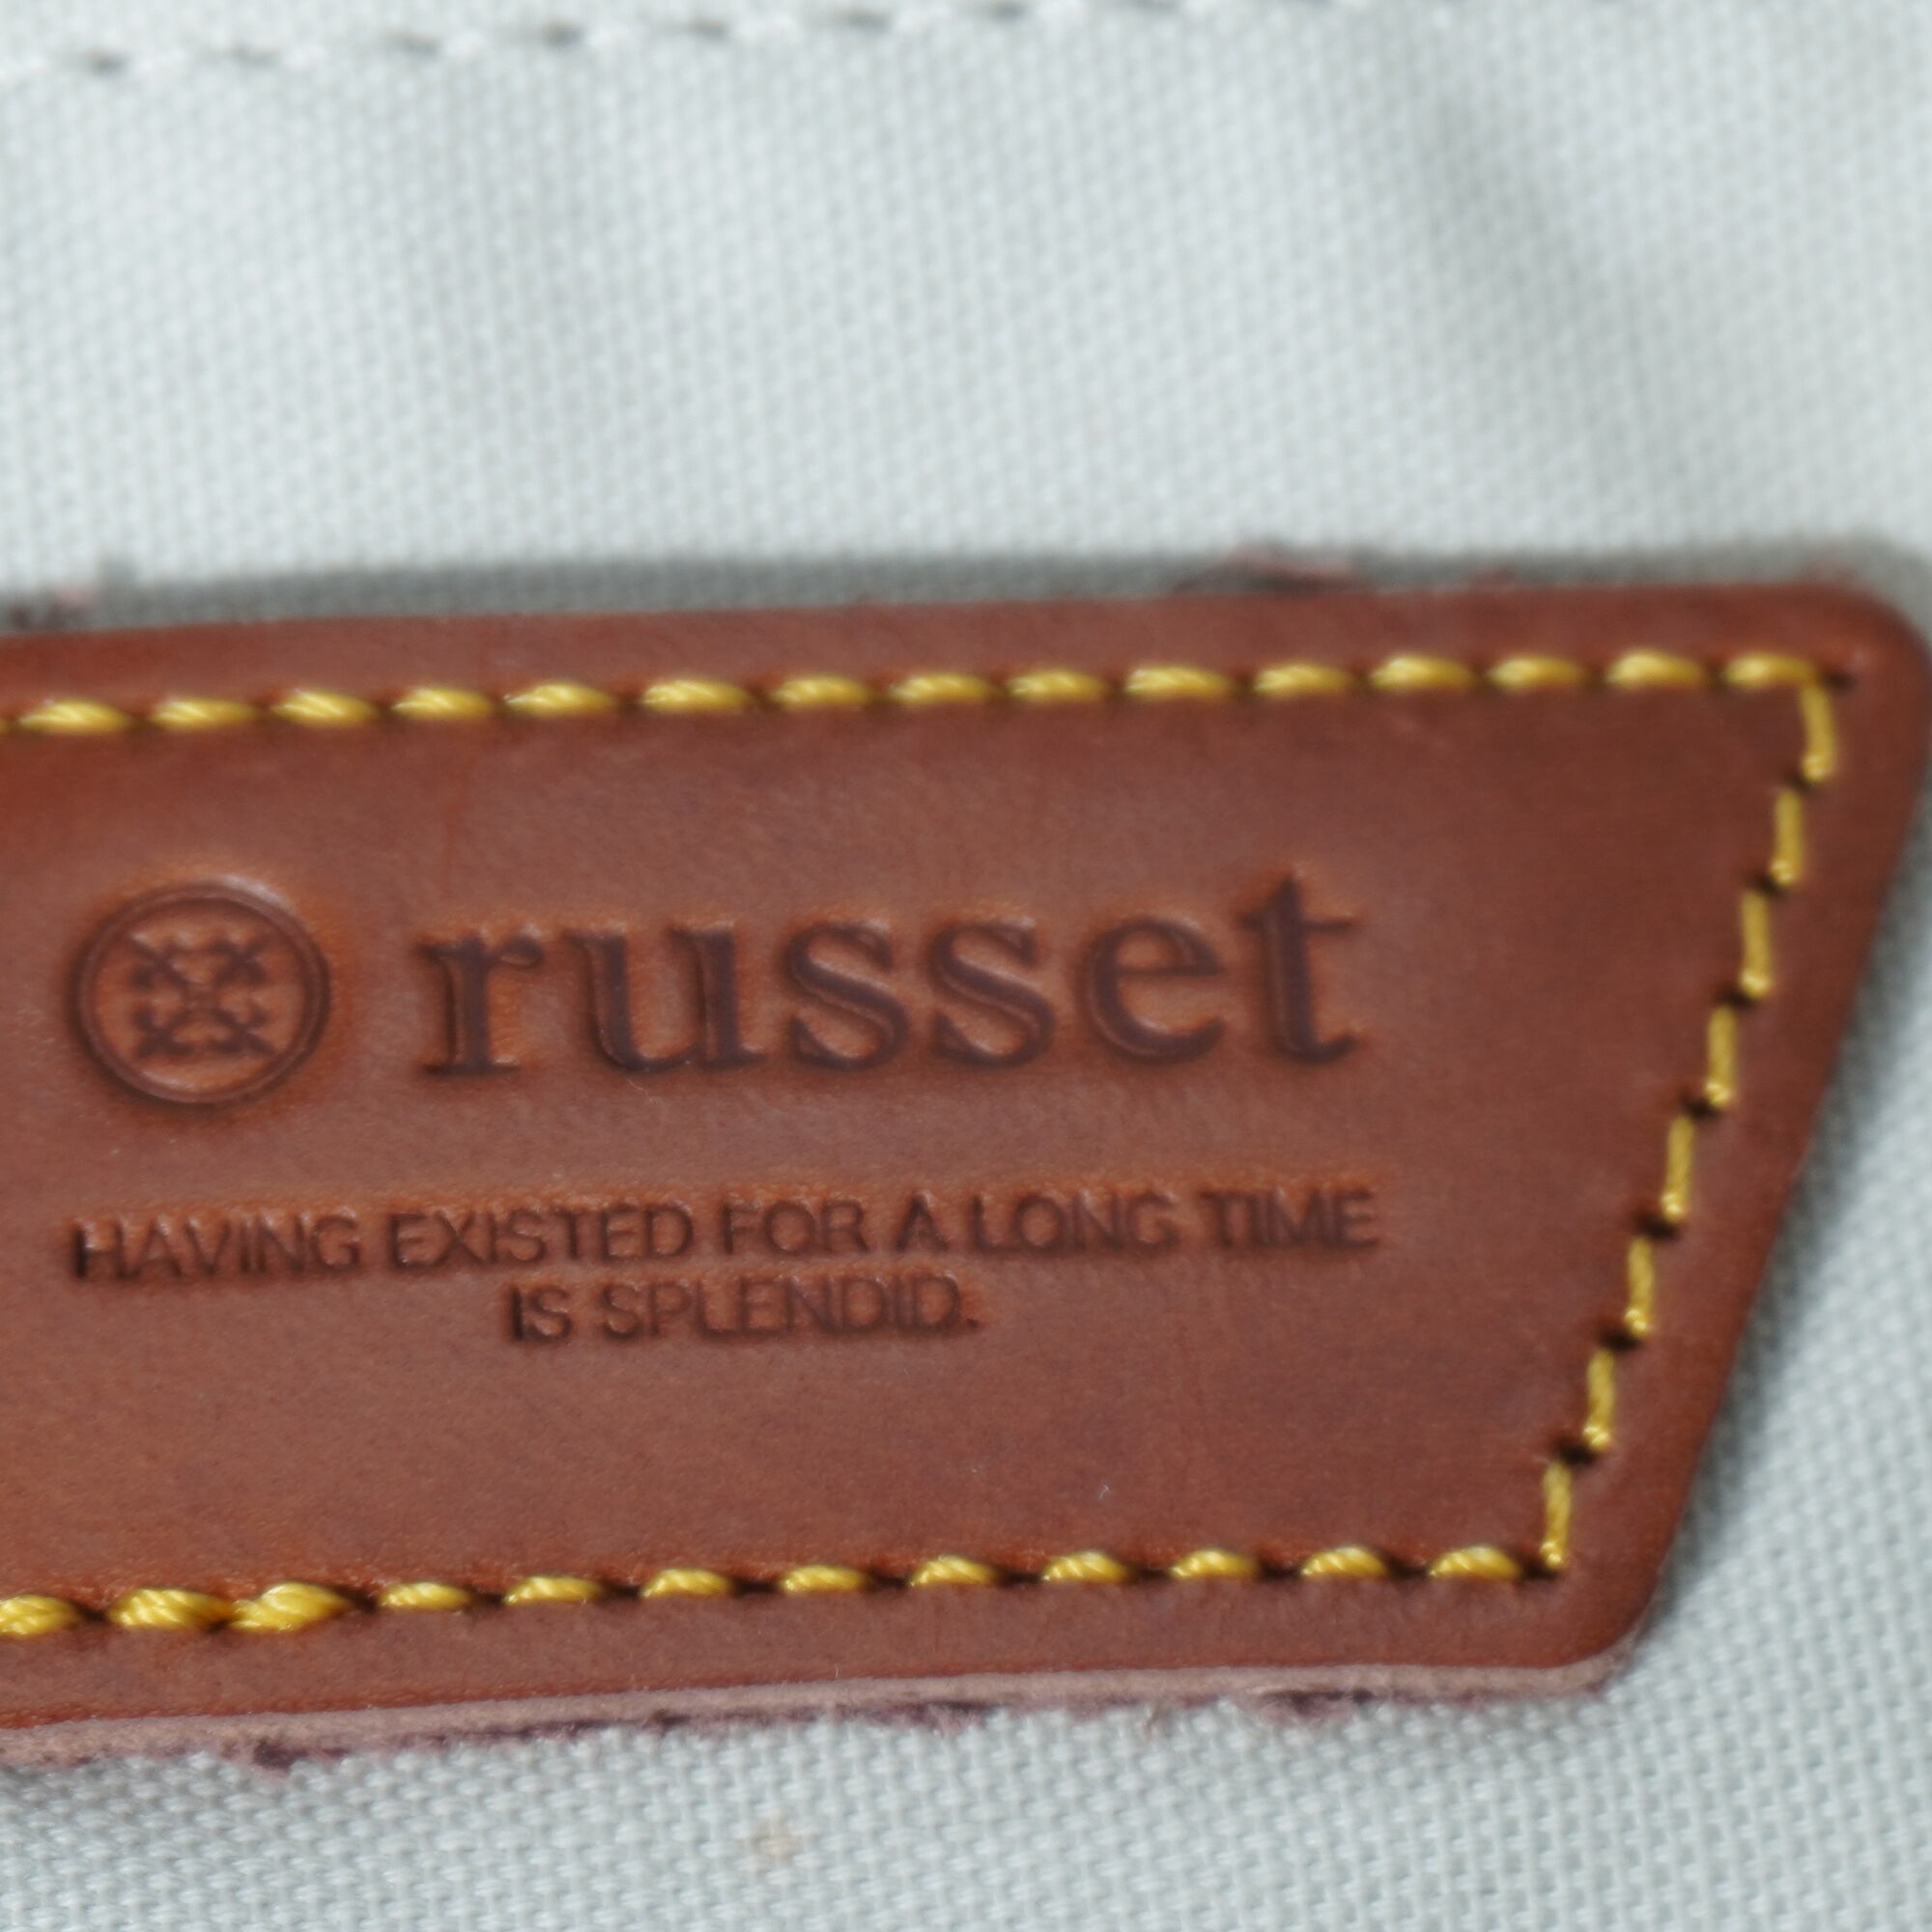 russet
HAVING EXISTED FOR A LONG TIME
IS SPLENDID.